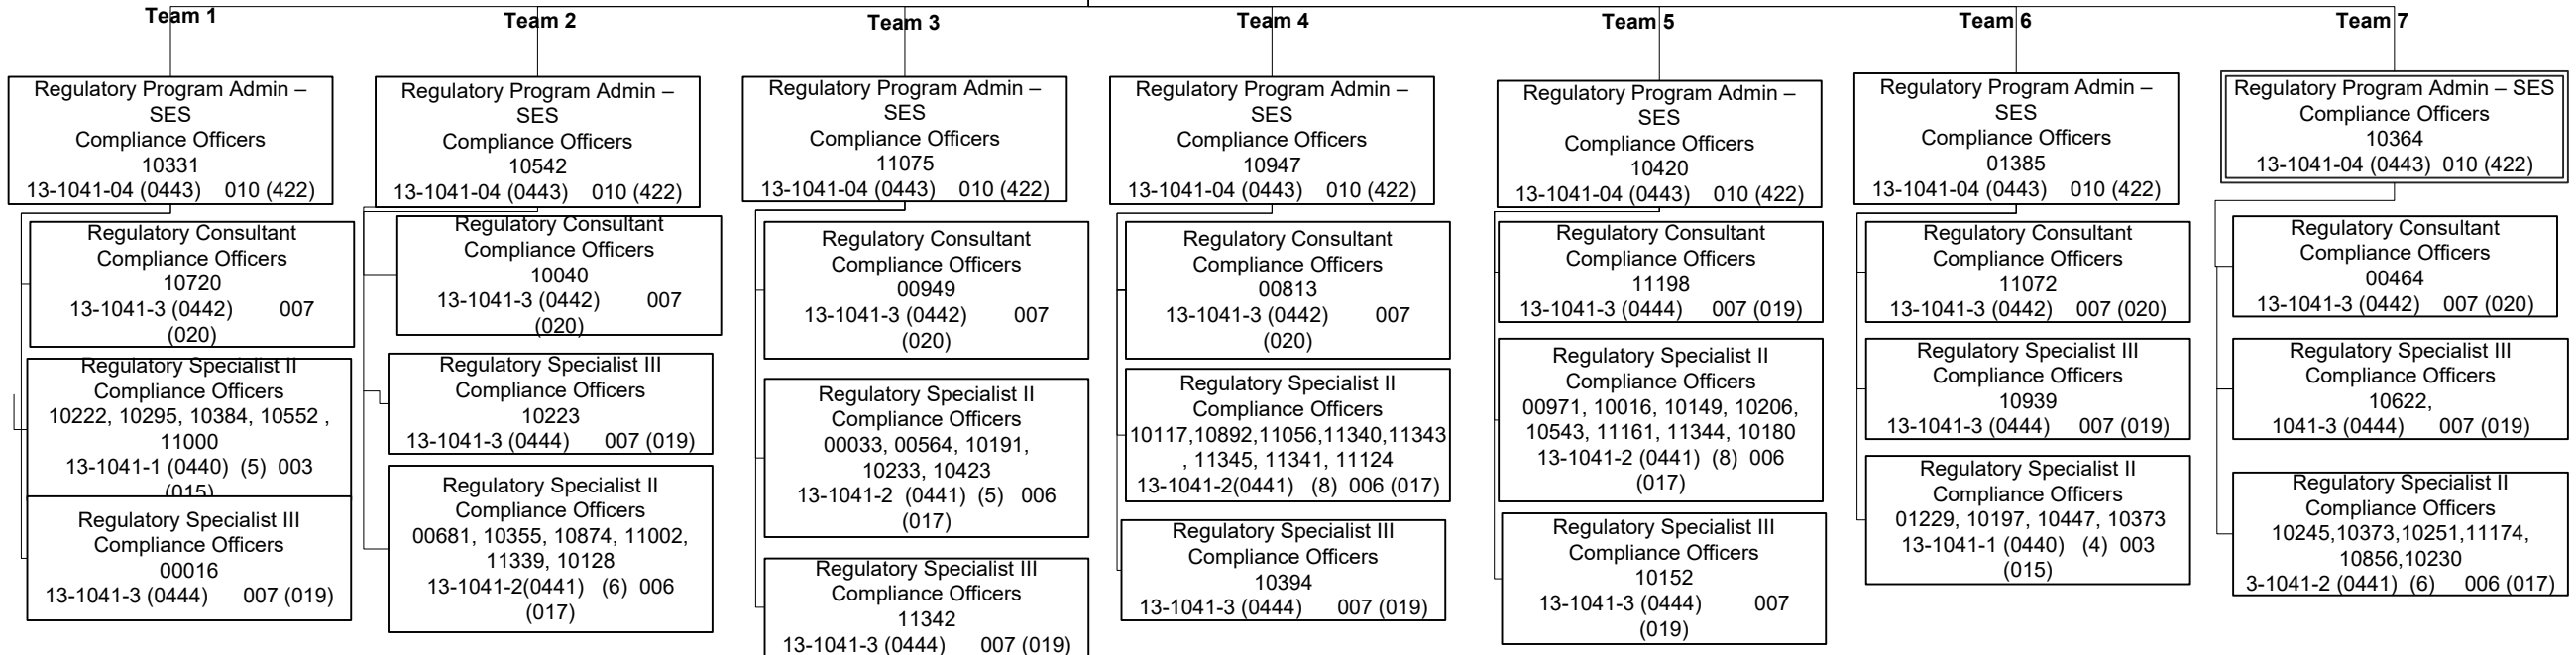 Team 1
Regulatory Program Admin –
SES
Compliance Officers
10331
13-1041-04 (0443) 010 (422)
Regulatory Consultant
Compliance Officers
10720
13-1041-3 (0442) 007
(020)
Regulatory Specialist II
Compliance Officers
10222, 10295, 10384, 10552 ,
11000
13-1041-1 (0440) (5) 003
(015)
Regulatory Specialist III
Compliance Officers
00016
13-1041-3 (0444) 007 (019)
Team 2
Regulatory Program Admin –
SES
Compliance Officers
10542
13-1041-04 (0443) 010 (422)
Regulatory Consultant
Compliance Officers
10040
13-1041-3 (0442) 007
(020)
Regulatory Specialist III
Compliance Officers
10223
13-1041-3 (0444) 007 (019)
Regulatory Specialist II
Compliance Officers
00681, 10355, 10874, 11002,
11339, 10128
13-1041-2(0441) (6) 006
(017)
Team 3
Regulatory Program Admin –
SES
Compliance Officers
11075
13-1041-04 (0443) 010 (422)
Regulatory Consultant
Compliance Officers
00949
13-1041-3 (0442) 007
(020)
Regulatory Specialist II
Compliance Officers
00033, 00564, 10191,
10233, 10423
13-1041-2 (0441) (5) 006
(017)
Regulatory Specialist III
Compliance Officers
11342
13-1041-3 (0444) 007 (019)
Team 4
Regulatory Program Admin –
SES
Compliance Officers
10947
13-1041-04 (0443) 010 (422)
Regulatory Consultant
Compliance Officers
00813
13-1041-3 (0442) 007
(020)
Regulatory Specialist II
Compliance Officers
10117,10892,11056,11340,11343
, 11345, 11341, 11124
13-1041-2(0441) (8) 006 (017)
Regulatory Specialist III
Compliance Officers
10394
13-1041-3 (0444) 007 (019)
Team 5
Regulatory Program Admin –
SES
Compliance Officers
10420
13-1041-04 (0443) 010 (422)
Regulatory Consultant
Compliance Officers
11198
13-1041-3 (0444) 007 (019)
Regulatory Specialist II
Compliance Officers
00971, 10016, 10149, 10206,
10543, 11161, 11344, 10180
13-1041-2 (0441) (8) 006
(017)
Regulatory Specialist III
Compliance Officers
10152
13-1041-3 (0444) 007
(019)
Team 6
Regulatory Program Admin –
SES
Compliance Officers
01385
13-1041-04 (0443) 010 (422)
Regulatory Consultant
Compliance Officers
11072
13-1041-3 (0442) 007 (020)
Regulatory Specialist III
Compliance Officers
10939
13-1041-3 (0444) 007 (019)
Regulatory Specialist II
Compliance Officers
01229, 10197, 10447, 10373
13-1041-1 (0440) (4) 003
(015)
Team 7
Regulatory Program Admin – SES
Compliance Officers
10364
13-1041-04 (0443) 010 (422)
Regulatory Consultant
Compliance Officers
00464
13-1041-3 (0442) 007 (020)
Regulatory Specialist III
Compliance Officers
10622,
1041-3 (0444) 007 (019)
Regulatory Specialist II
Compliance Officers
10245,10373,10251,11174,
10856,10230
3-1041-2 (0441) (6) 006 (017)